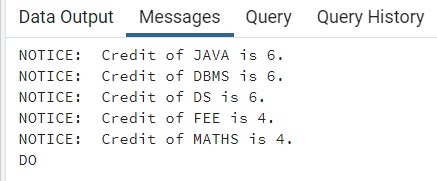 Data Output Messages Query Query History
NOTICE:  Credit of JAVA is 6.
NOTICE:  Credit of DBMS is 6.
NOTICE:  Credit of DS is 6.
NOTICE:  Credit of FEE is 4.
NOTICE:  Credit of MATHS is 4.
DO